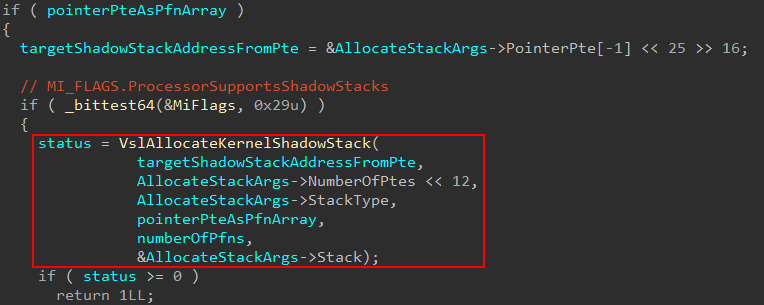 if ( pointerPteAsPfnArray )
{
targetShadowStackAddressFromPte = &AllocateStackArgs->PointerPte[-1] << 25 >> 16;
// MI_FLAGS.ProcessorSupportsShadowStacks
if ( _bittest64(&MiFlags, 0x29u) )
{
status = VslAllocateKernelShadowStack(
targetShadowStackAddressFromPte,
AllocateStackArgs->NumberOfPtes << 12,
AllocateStackArgs->StackType,
pointerPteAsPfnArray,
numberOfPfns,
&AllocateStackArgs->Stack);
if ( status >= 0 )
return 1LL;